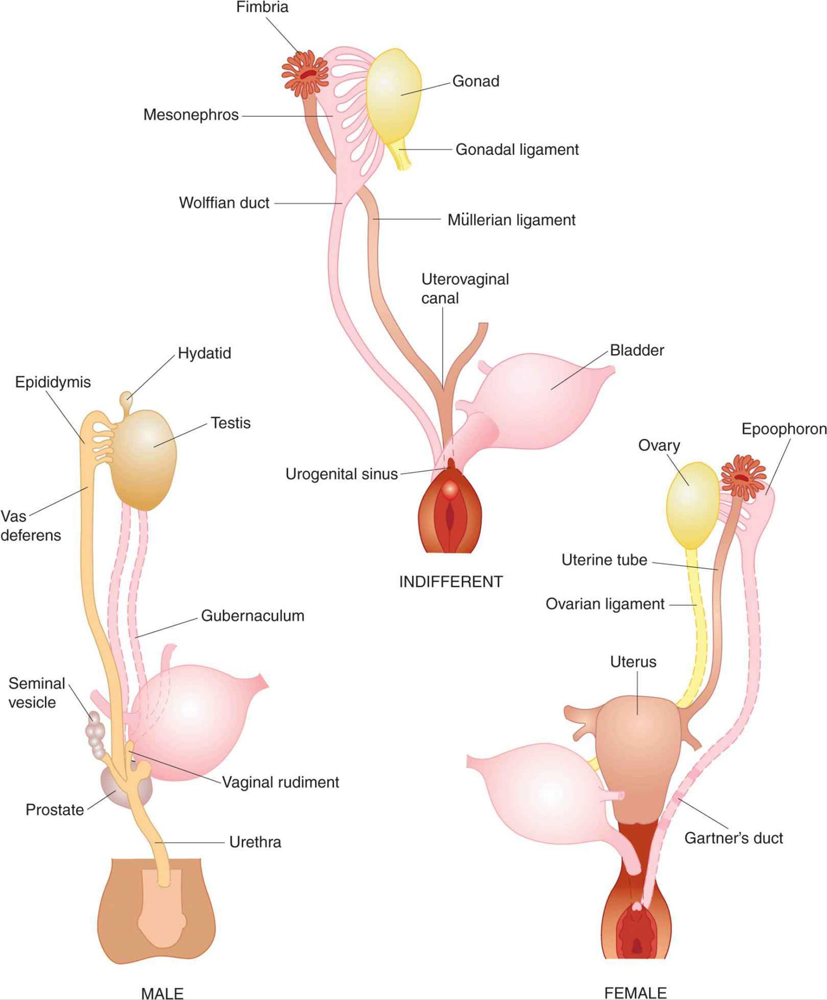 Fimbria
Gonad
Mesonephros
Gonadal ligament
Wolffian duct
Müllerian ligament
Uterovaginal
canal
Bladder
Urogenital sinus
INDIFFERENT
Hydatid
Epididymis
Testis
Vas
deferens
Gubernaculum
Seminal
vesicle
Vaginal rudiment
Prostate
Urethra
MALE
Epoophoron
Ovary
Uterine tube
Ovarian ligament
Uterus
Gartner’s duct
FEMALE